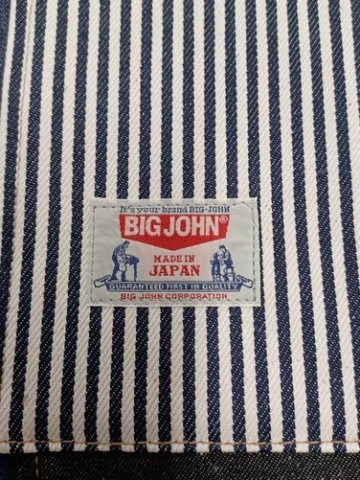 It's your brand BIG-JOHN
BIG JOHN®
MADE IN
JAPAN
GUARANTEED FIRST IN QUALITY
BIG JOHN CORPORATION